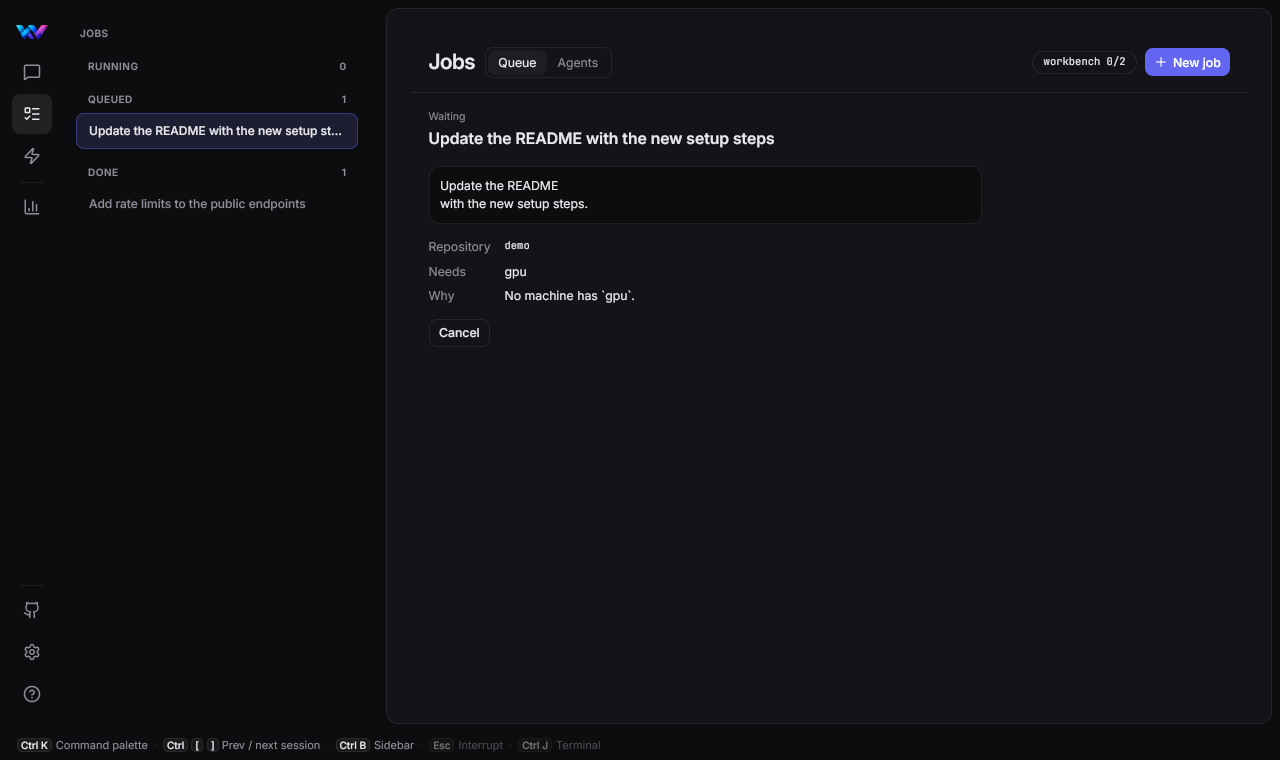 JOBS
RUNNING 0
QUEUED 1
Update the README with the new setup st...
DONE 1
Add rate limits to the public endpoints
Jobs
Queue
Agents
workbench 0/2
+ New job
Waiting
Update the README with the new setup steps
Update the README
with the new setup steps.
Repository demo
Needs gpu
Why No machine has `gpu`.
Cancel
Ctrl K Command palette · Ctrl [ ] Prev / next session · Ctrl B Sidebar · Esc Interrupt · Ctrl J Terminal